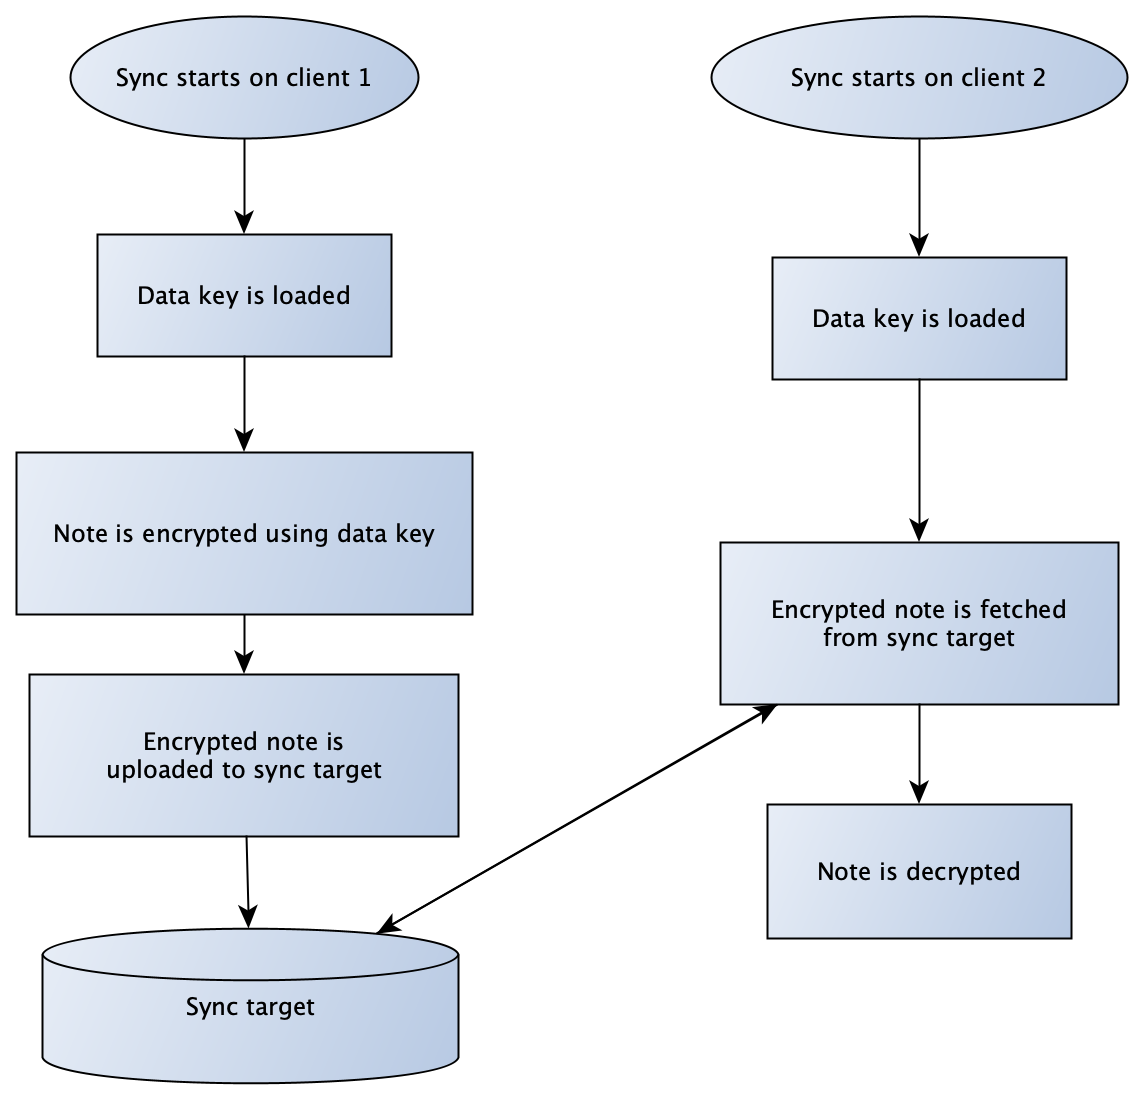 Sync starts on client 1
Data key is loaded
Note is encrypted using data key
Encrypted note is
uploaded to sync target
Sync target
Sync starts on client 2
Data key is loaded
Encrypted note is fetched
from sync target
Note is decrypted